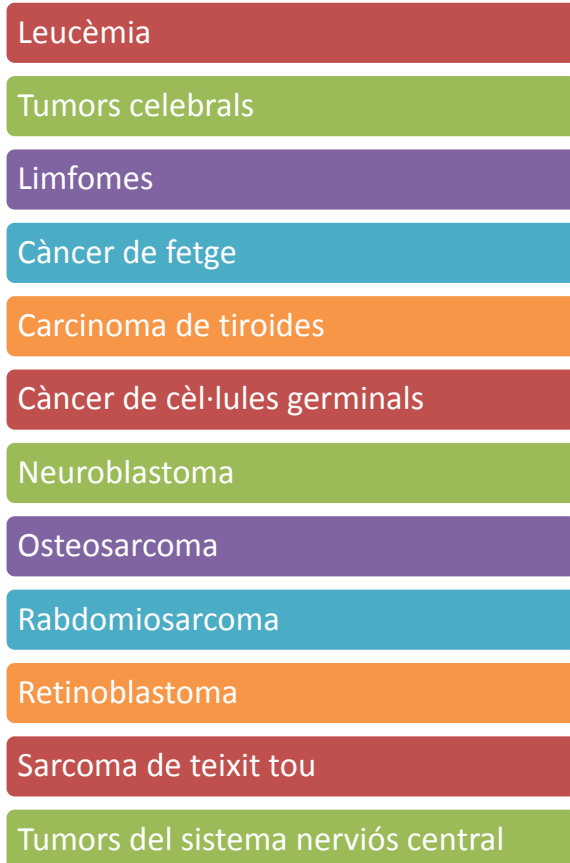 Leucèmia
Tumors celebrals
Limfomes
Càncer de fetge
Carcinoma de tiroides
Càncer de cèl·lules germinals
Neuroblastoma
Osteosarcoma
Rabdomiosarcoma
Retinoblastoma
Sarcoma de teixit tou
Tumors del sistema nerviós central